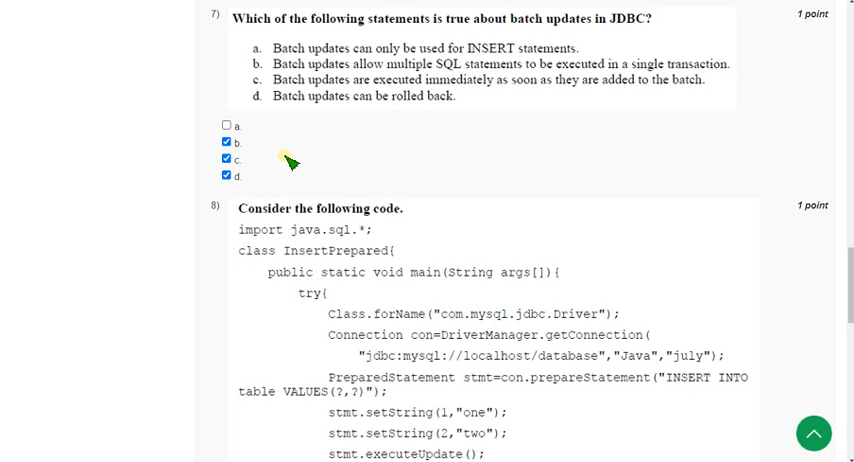 7) Which of the following statements is true about batch updates in JDBC? 1 point
a. Batch updates can only be used for INSERT statements.
b. Batch updates allow multiple SQL statements to be executed in a single transaction.
c. Batch updates are executed immediately as soon as they are added to the batch.
d. Batch updates can be rolled back.
a.
b.
c.
d.
8) Consider the following code. 1 point
import java.sql.*;
class InsertPrepared{
public static void main(String args[]){
try{
Class.forName("com.mysql.jdbc.Driver");
Connection con=DriverManager.getConnection(
"jdbc:mysql://localhost/database","Java","july");
PreparedStatement stmt=con.prepareStatement("INSERT INTO
table VALUES(?,?)");
stmt.setString(1,"one");
stmt.setString(2,"two");
stmt.executeUpdate();